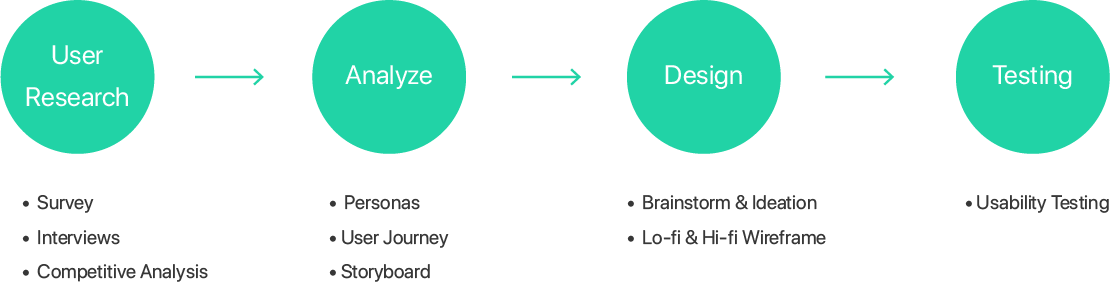 User
Research
Analyze
Design
Testing
• Survey
• Interviews
• Competitive Analysis
• Personas
• User Journey
• Storyboard
• Brainstorm & Ideation
• Lo-fi & Hi-fi Wireframe
• Usability Testing